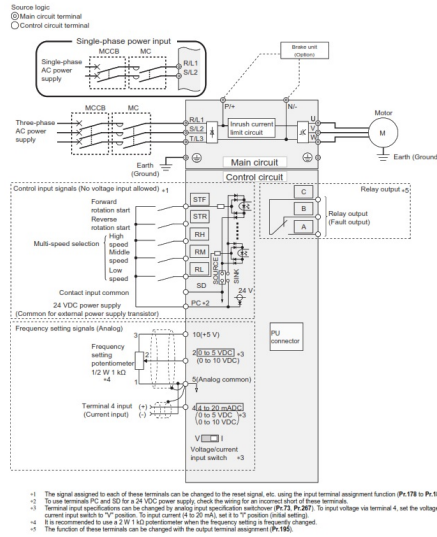 Source logic
Main circuit terminal
Control circuit terminal
Single-phase power input
MCCB MC
Single-phase
AC power
supply
R/L1
S/L2
Brake unit
(Option)
P/+ N/-
MCCB MC
Three-phase
AC power
supply
R/L1
S/L2
T/L3
Inrush current
limit circuit
U
V
W
Motor
M
Earth
(Ground)
Earth (Ground
Main circuit
Control circuit
Control input signals (No voltage input allowed) *1
Forward
rotation start
Reverse
rotation start
Multi-speed selection
High
speed
Middle
speed
Low
speed
Contact input common
24 VDC power supply
(Common for external power supply transistor)
STF
STR
RH
RM
RL
SD
PC *2
SOURCE
SINK
24 V
Relay output *5
C
B
A
Relay output
(Fault output)
Frequency setting signals (Analog)
Frequency
setting
potentiometer
1/2 W 1 kΩ
*4
3
2
1
10(+5 V)
2 0 to 5 VDC *3
(0 to 10 VDC)
5(Analog common)
Terminal 4 input
(Current input)
(+)
(-)
4 4 to 20 mADC
0 to 5 VDC *3
0 to 10 VDC
V I
Voltage/current
input switch *3
PU
connector
*1 The signal assigned to each of these terminals can be changed to the reset signal, etc. using the input terminal assignment function (Pr.178 to Pr.18
*2 To use terminals PC and SD for a 24 VDC power supply, check the wiring for an incorrect short of these terminals.
*3 Terminal input specifications can be changed by analog input specification switchover (Pr.73, Pr.267). To input voltage via terminal 4, set the voltage
current input switch to "V" position. To input current (4 to 20 mA), set it to "I" position (initial setting).
*4 It is recommended to use a 2 W 1 kΩ potentiometer when the frequency setting is frequently changed.
*5 The function of these terminals can be changed with the output terminal assignment (Pr.195).